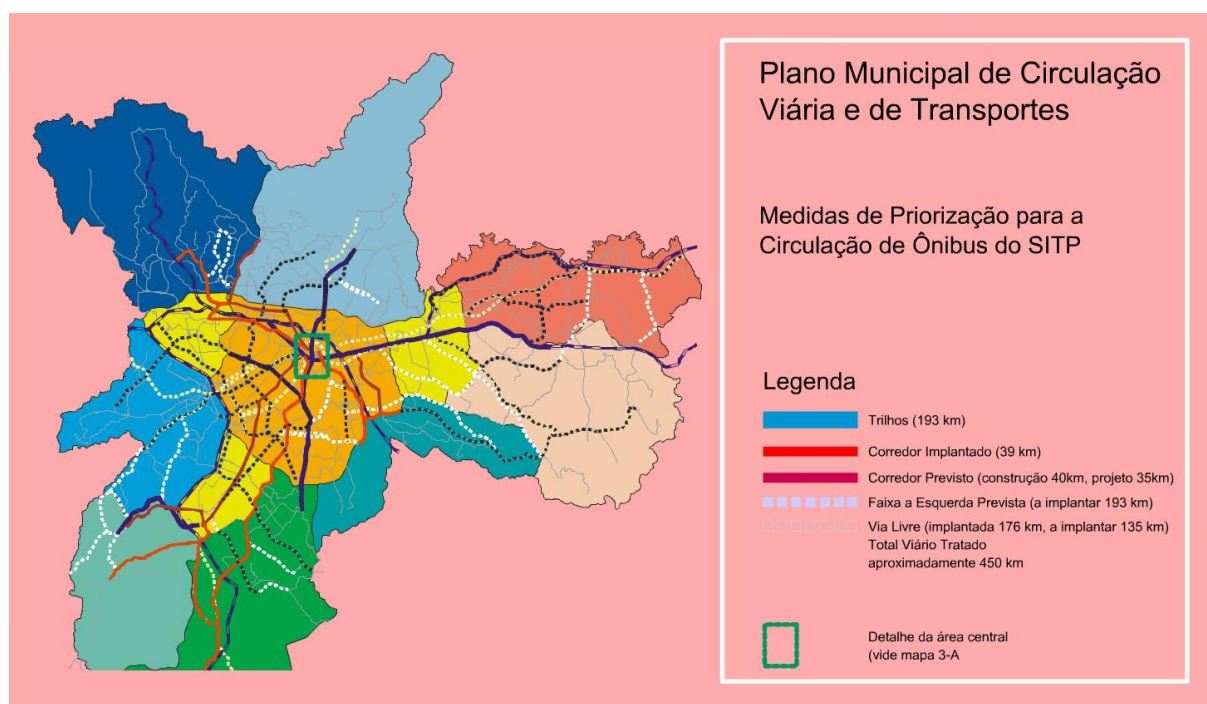 Plano Municipal de Circulação
Viária e de Transportes
Medidas de Priorização para a
Circulação de Ônibus do SITP
Legenda
Trilhos (193 km)
Corredor Implantado (39 km)
Corredor Previsto (construção 40km, projeto 35km)
Faixa a Esquerda Prevista (a implantar 193 km)
Via Livre (implantada 176 km, a implantar 135 km)
Total Viário Tratado
aproximadamente 450 km
Detalhe da área central
(vide mapa 3-A